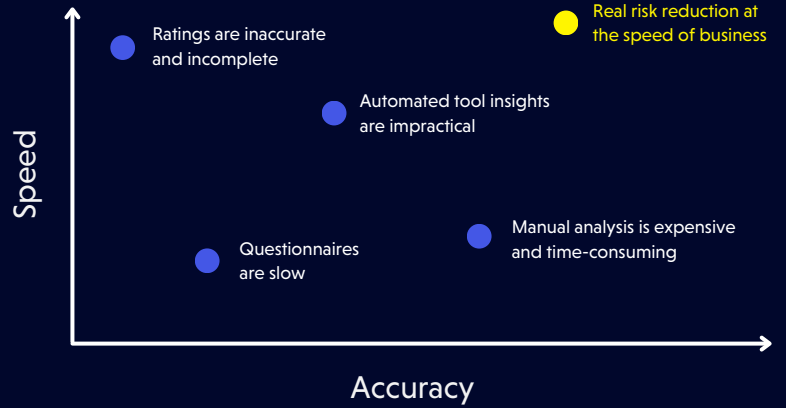 Real risk reduction at
the speed of business
Ratings are inaccurate
and incomplete
Automated tool insights
are impractical
Manual analysis is expensive
and time-consuming
Questionnaires
are slow
Speed
Accuracy